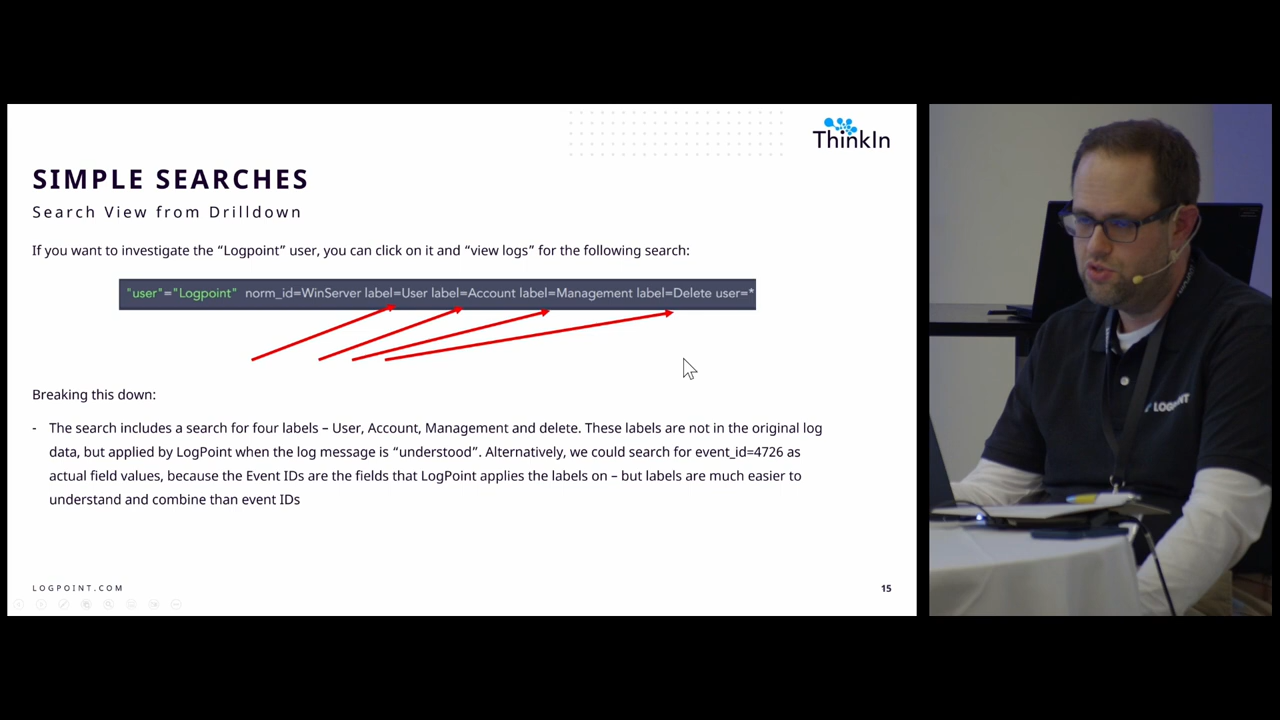 ThinkIn
SIMPLE SEARCHES
Search View from Drilldown
If you want to investigate the “Logpoint” user, you can click on it and “view logs” for the following search:
"user"="Logpoint" norm_id=WinServer label=User label=Account label=Management label=Delete user=*
Breaking this down:
- The search includes a search for four labels – User, Account, Management and delete. These labels are not in the original log
data, but applied by LogPoint when the log message is “understood”. Alternatively, we could search for event_id=4726 as
actual field values, because the Event IDs are the fields that LogPoint applies the labels on – but labels are much easier to
understand and combine than event IDs
LOGPOINT.COM
15
LOGPOINT